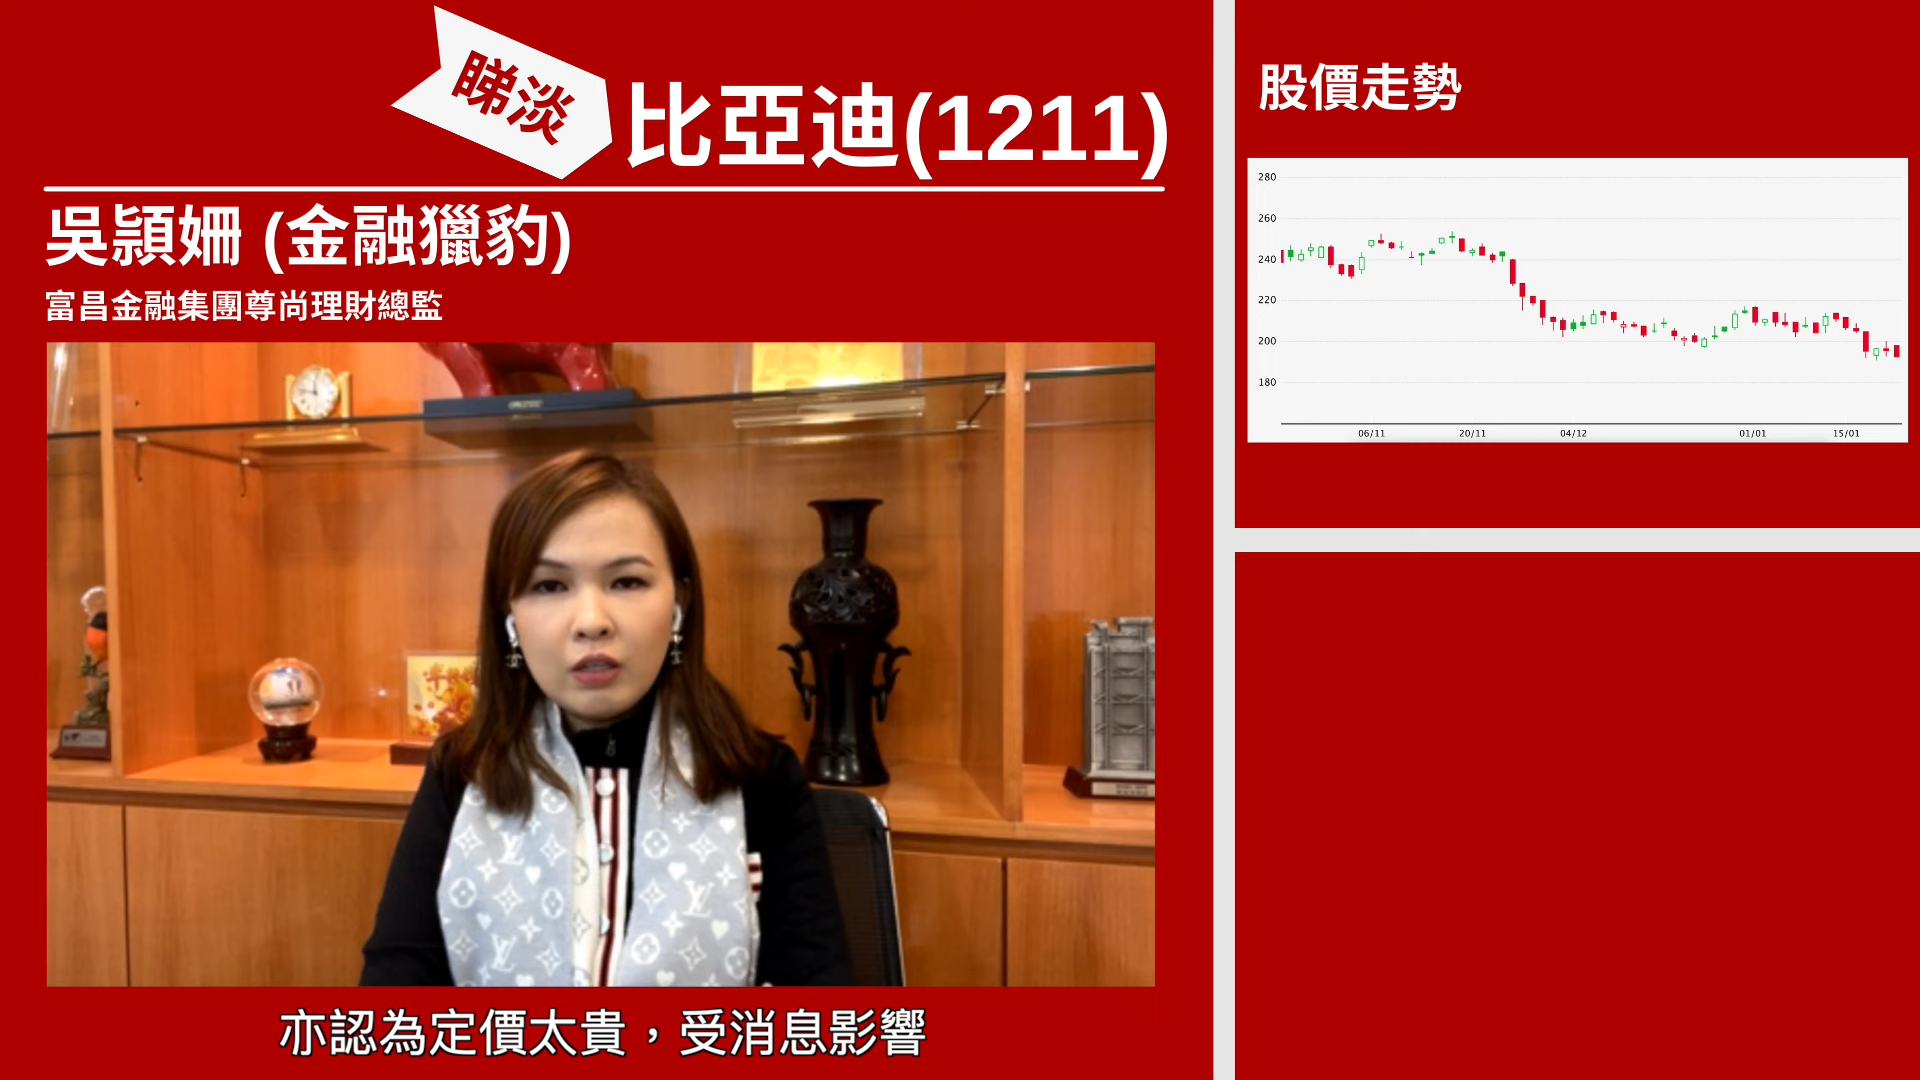 睇淡
比亞迪(1211)
吳頴姍 (金融獵豹)
富昌金融集團尊尚理財總監
亦認為定價太貴，受消息影響
股價走勢
280
260
240
220
200
180
06/11
20/11
04/12
01/01
15/01